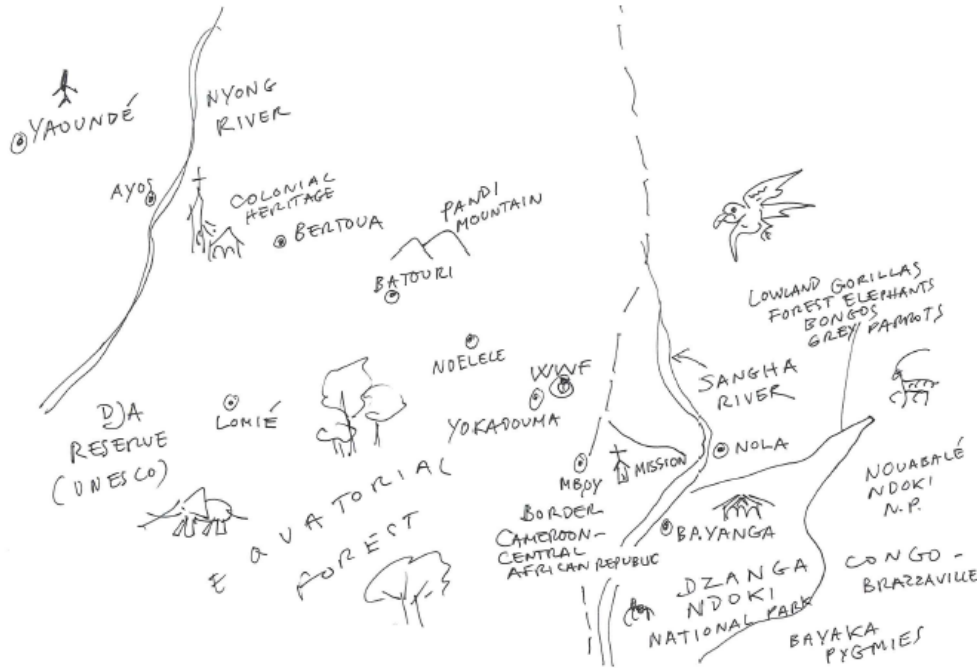 YAOUNDÉ
NYONG
RIVER
AYOS
COLONIAL
HERITAGE
BERTOUA
PANDI
MOUNTAIN
BATOURI
LOWLAND GORILLAS
FOREST ELEPHANTS
BONGOS
GREY PARROTS
NDELELE
WWF
YOKADOUMA
SANGHA
RIVER
DJA
RESERVE
(UNESCO)
LOMIÉ
NOLA
MBOY
MISSION
NOUABALÉ
NDOKI
N.P.
EQUATORIAL
FOREST
BORDER
CAMEROON-
CENTRAL
AFRICAN REPUBLIC
BAYANGA
DZANGA
NDOKI
NATIONAL PARK
CONGO-
BRAZZAVILLE
BAYAKA
PYGMIES